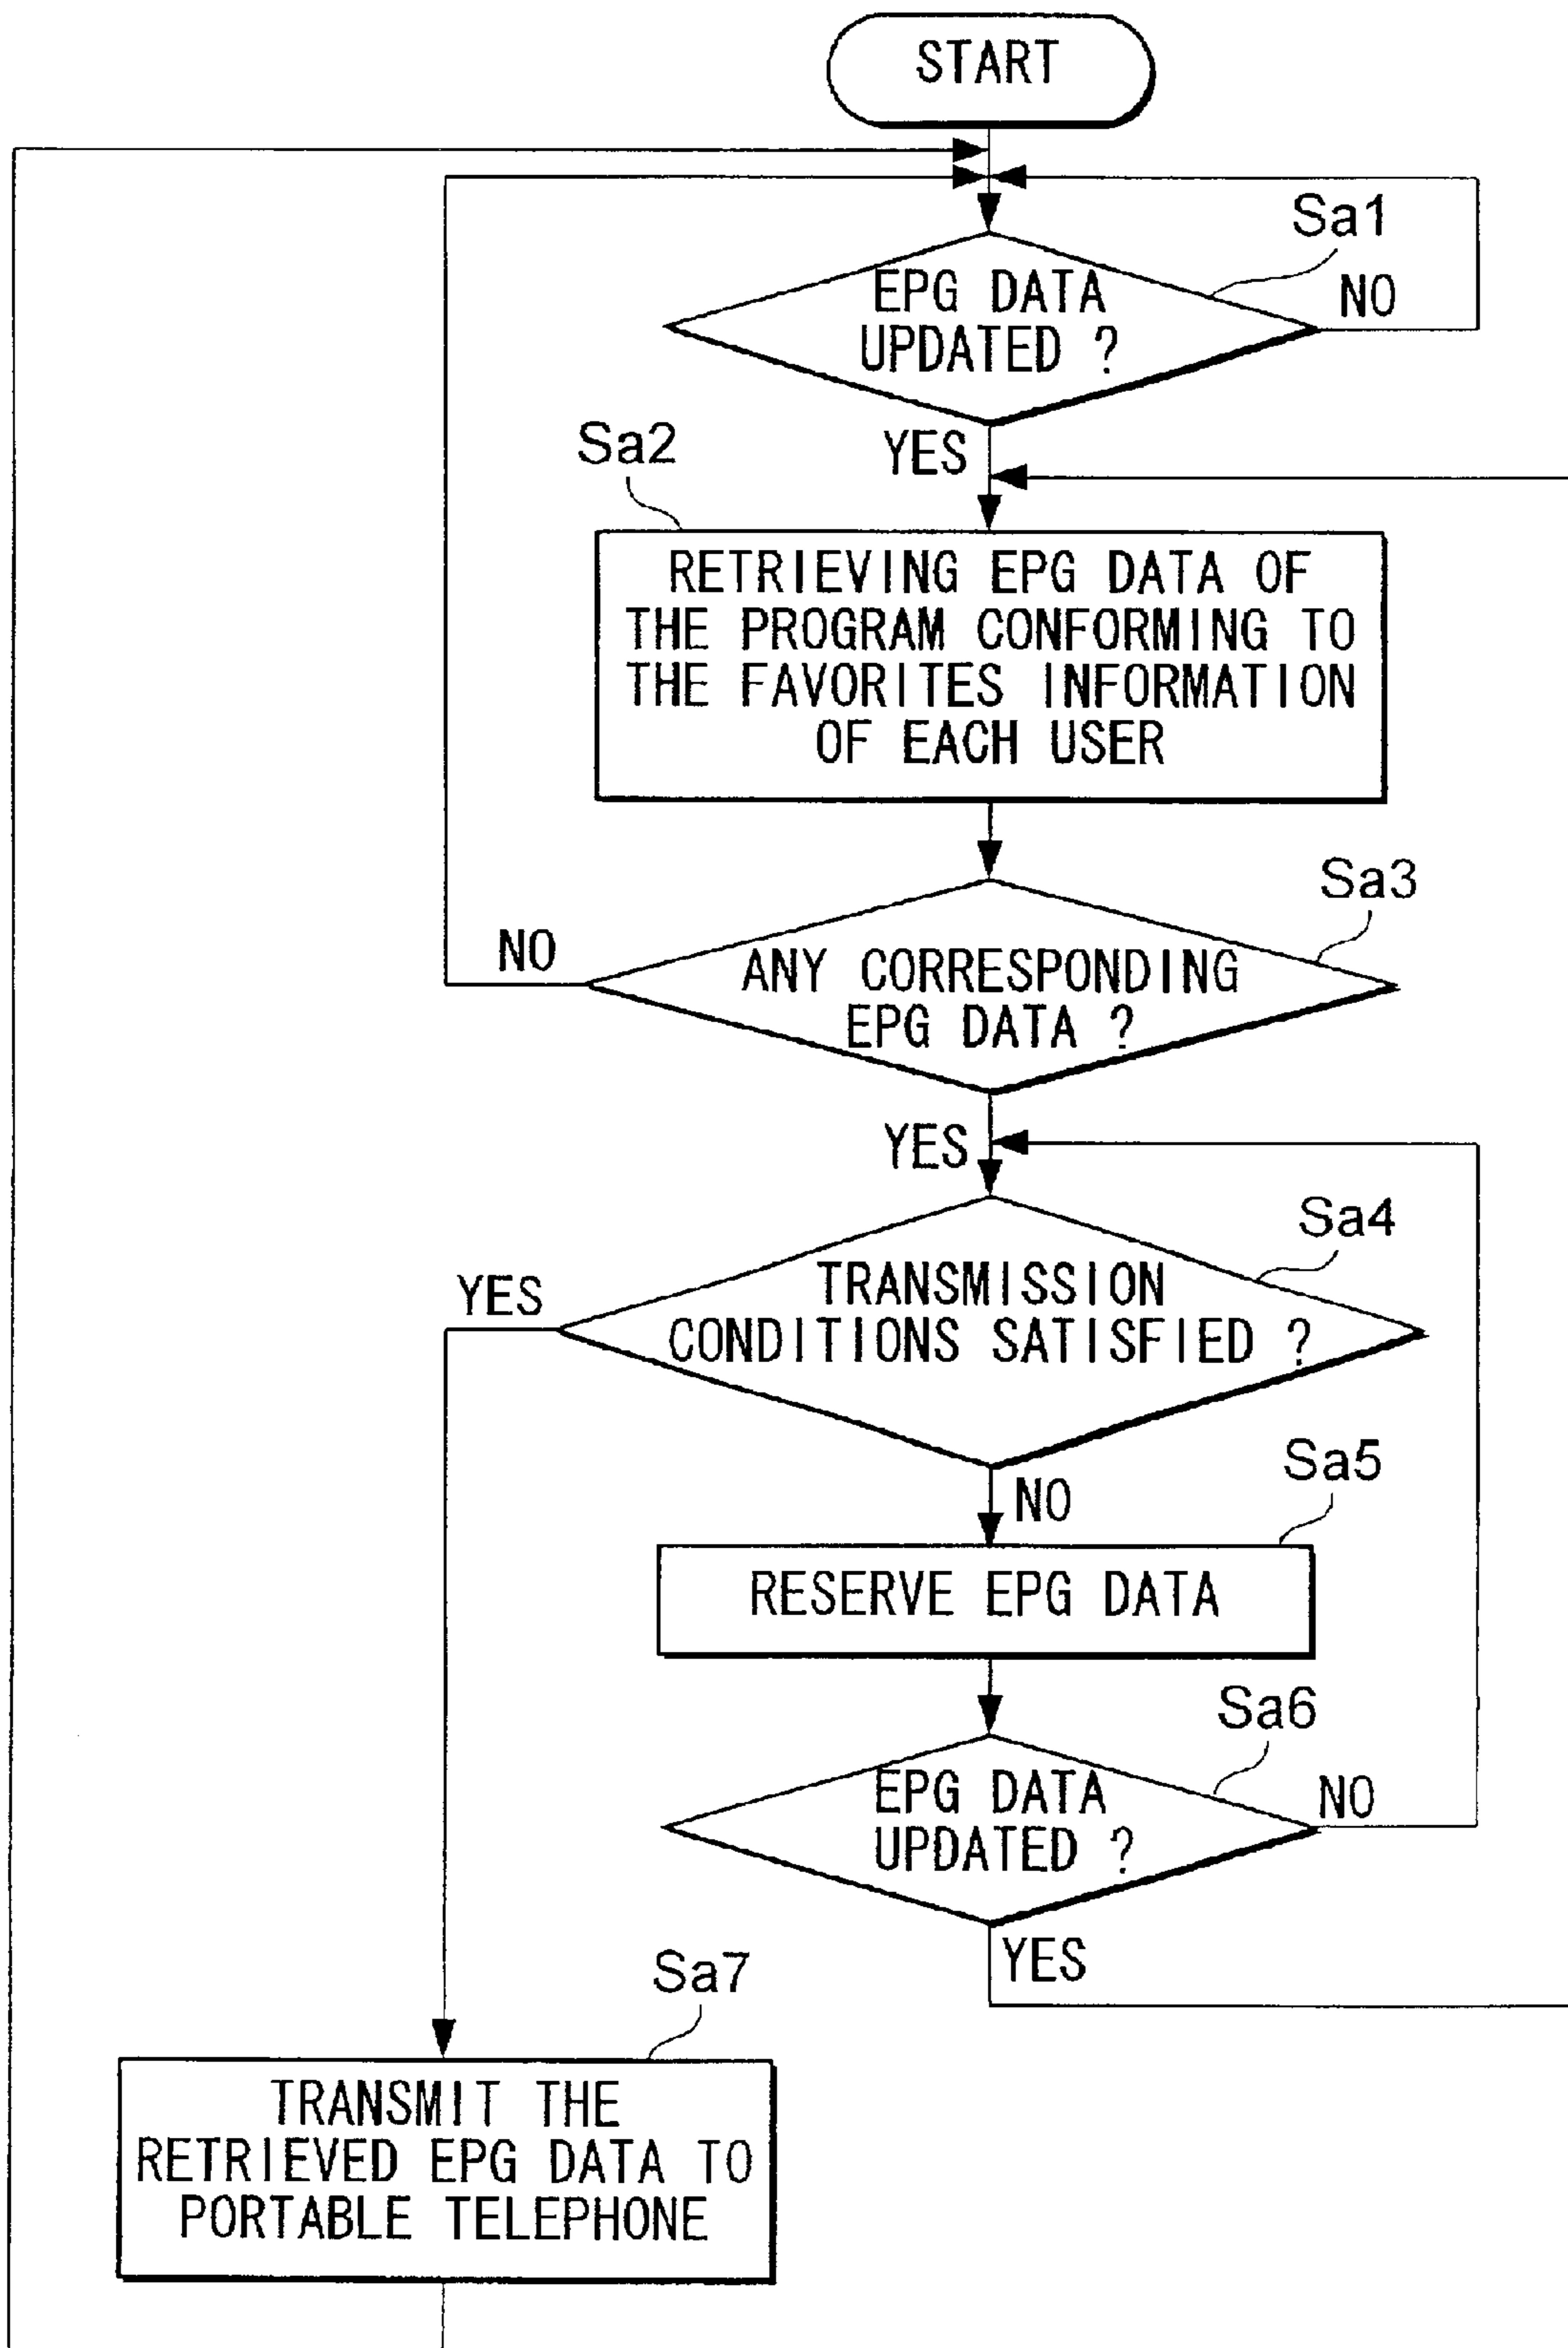 START
Sa1
EPG DATA
UPDATED ?
NO
YES
Sa2
RETRIEVING EPG DATA OF
THE PROGRAM CONFORMING TO
THE FAVORITES INFORMATION
OF EACH USER
Sa3
NO
ANY CORRESPONDING
EPG DATA ?
YES
Sa4
YES
TRANSMISSION
CONDITIONS SATISFIED ?
NO
Sa5
RESERVE EPG DATA
Sa6
EPG DATA
UPDATED ?
NO
YES
Sa7
TRANSMIT THE
RETRIEVED EPG DATA TO
PORTABLE TELEPHONE